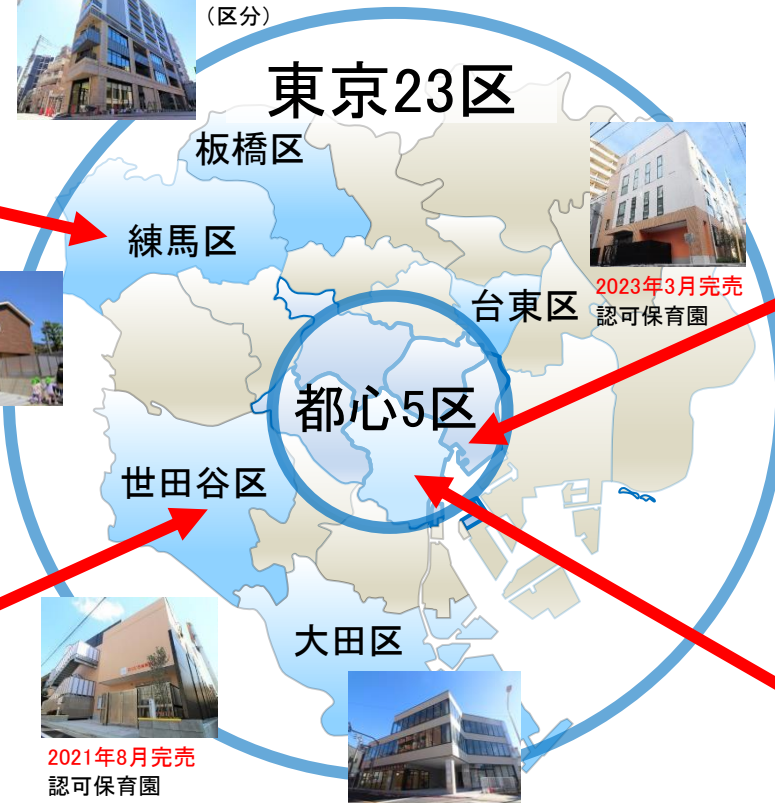 （区分）
東京23区
板橋区
練馬区
台東区
2023年3月完売
認可保育園
都心5区
世田谷区
大田区
2021年8月完売
認可保育園